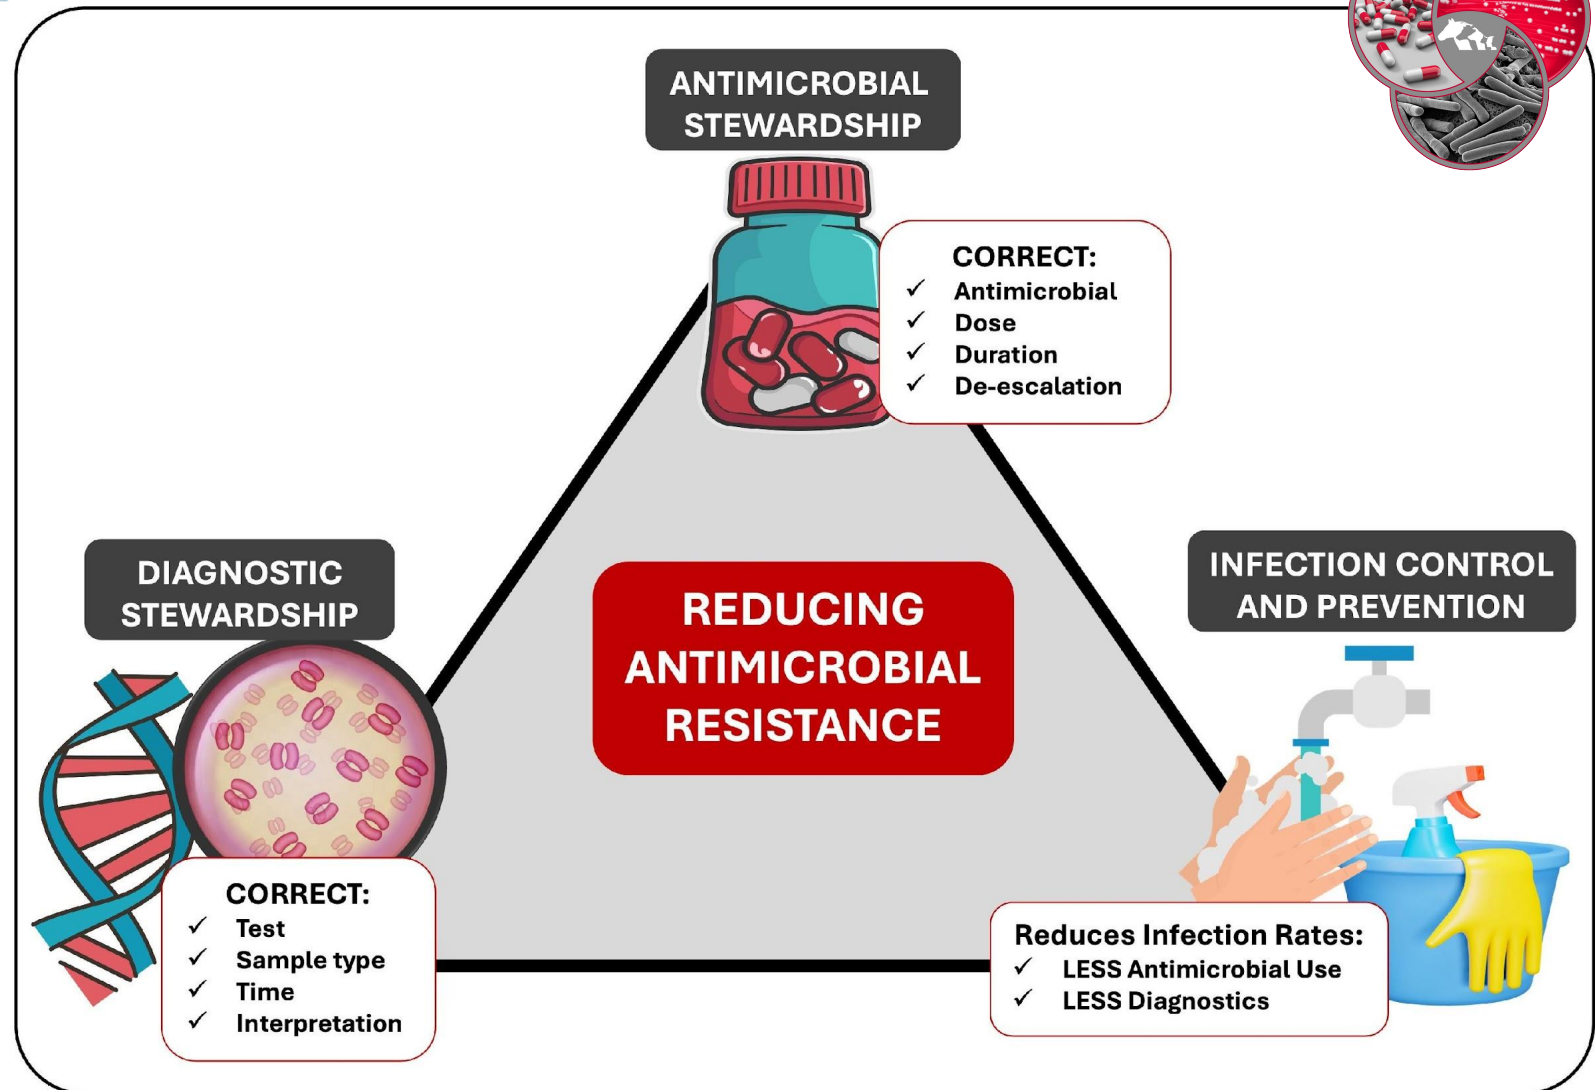 ANTIMICROBIAL
STEWARDSHIP
CORRECT:
✓ Antimicrobial
✓ Dose
✓ Duration
✓ De-escalation
DIAGNOSTIC
STEWARDSHIP
CORRECT:
✓ Test
✓ Sample type
✓ Time
✓ Interpretation
REDUCING
ANTIMICROBIAL
RESISTANCE
INFECTION CONTROL
AND PREVENTION
Reduces Infection Rates:
✓ LESS Antimicrobial Use
✓ LESS Diagnostics